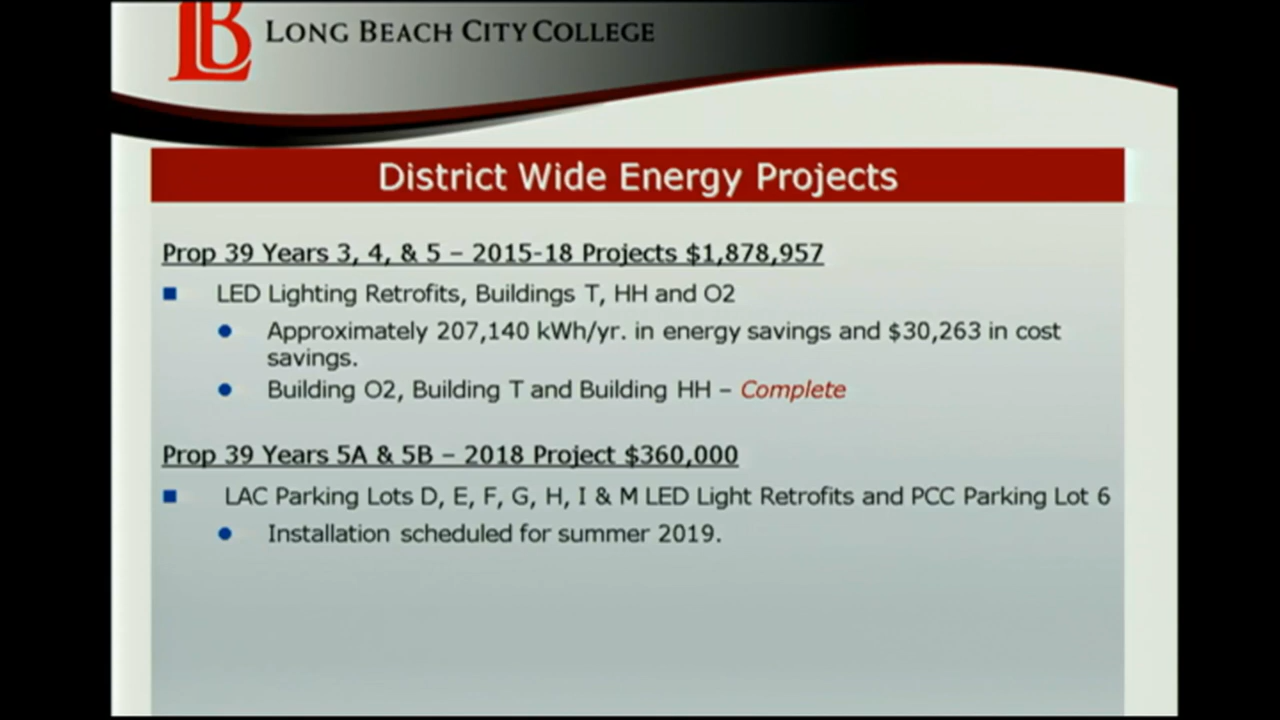 LB LONG BEACH CITY COLLEGE
District Wide Energy Projects
Prop 39 Years 3, 4, & 5 – 2015-18 Projects $1,878,957
LED Lighting Retrofits, Buildings T, HH and O2
Approximately 207,140 kWh/yr. in energy savings and $30,263 in cost
savings.
Building O2, Building T and Building HH – Complete
Prop 39 Years 5A & 5B – 2018 Project $360,000
LAC Parking Lots D, E, F, G, H, I & M LED Light Retrofits and PCC Parking Lot 6
Installation scheduled for summer 2019.